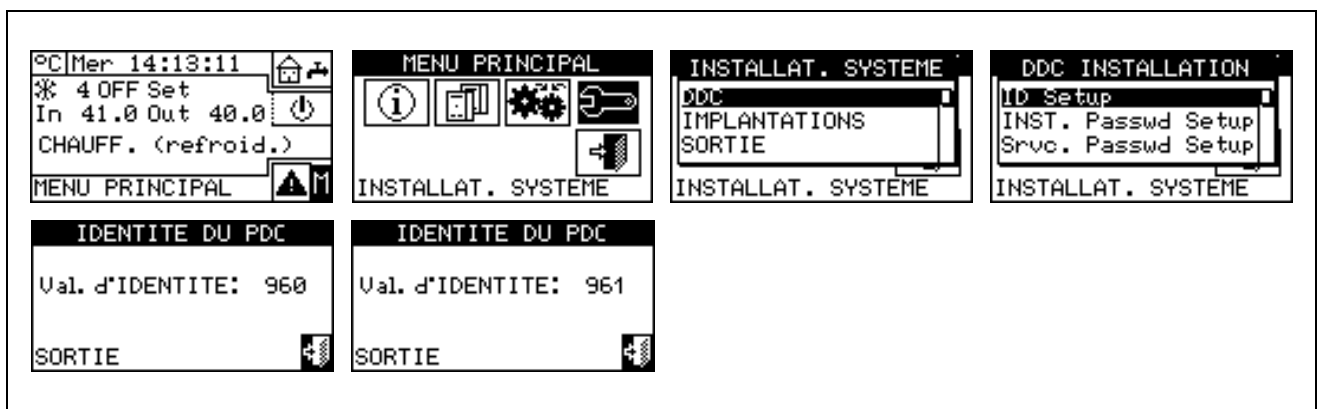 °C Mer 14:13:11
4 OFF Set
In 41.0 Out 40.0
CHAUFF. (refroid.)
MENU PRINCIPAL M
MENU PRINCIPAL
INSTALLAT. SYSTEME
INSTALLAT. SYSTEME
DDC
IMPLANTATIONS
SORTIE
INSTALLAT. SYSTEME
DDC INSTALLATION
ID Setup
INST. Passwd Setup
Srvc. Passwd Setup
INSTALLAT. SYSTEME
IDENTITE DU PDC
Val. d'IDENTITE: 960
SORTIE
IDENTITE DU PDC
Val. d'IDENTITE: 961
SORTIE